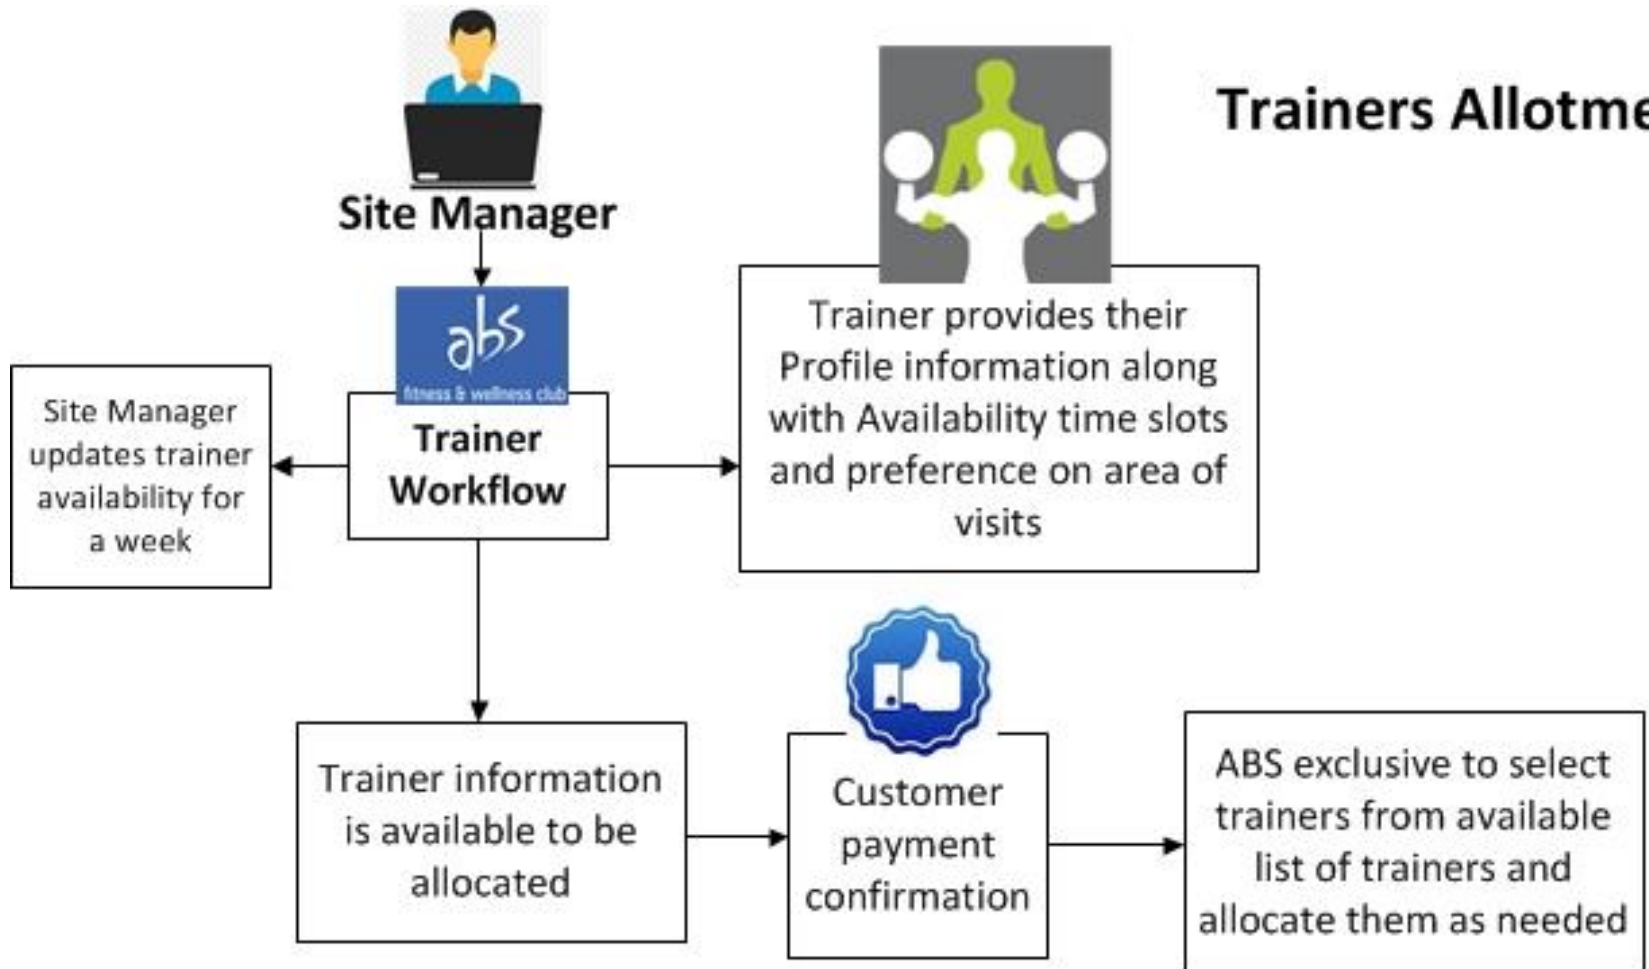 Trainers Allotme
Site Manager
abs
fitness & wellness club
Trainer
Workflow
Site Manager
updates trainer
availability for
a week
Trainer provides their
Profile information along
with Availability time slots
and preference on area of
visits
Trainer information
is available to be
allocated
Customer
payment
confirmation
ABS exclusive to select
trainers from available
list of trainers and
allocate them as needed